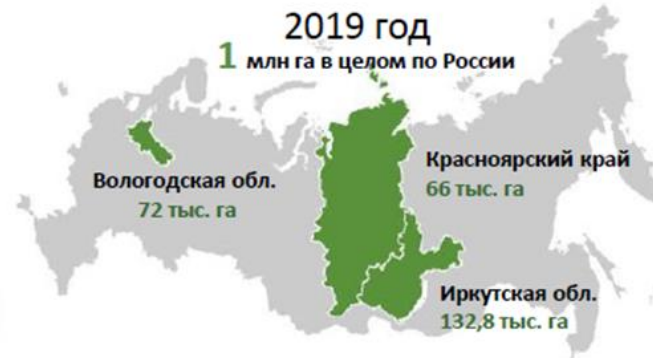 2019 год
1 млн га в целом по России
Вологодская обл.
72 тыс. га
Красноярский край
66 тыс. га
Иркутская обл.
132,8 тыс. га